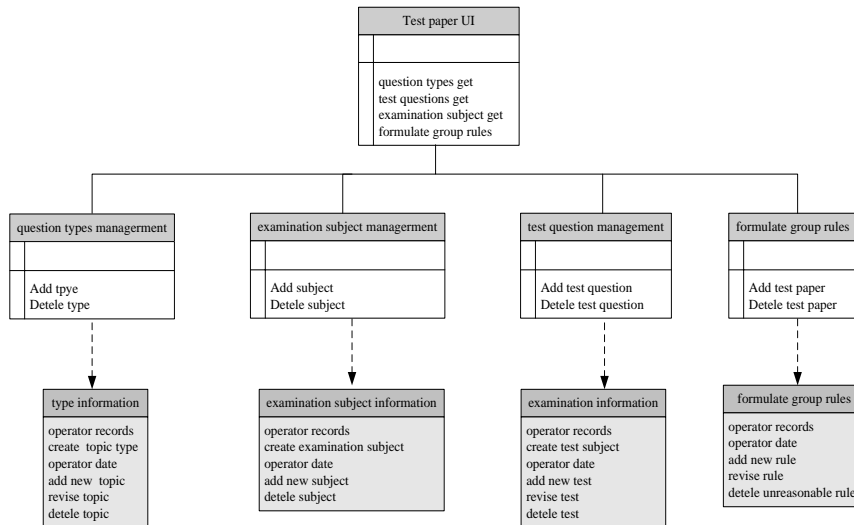 Test paper UI
question types get
test questions get
examination subject get
formulate group rules
question types managerment
Add tpye
Detele type
examination subject management
Add subject
Detele subject
test question management
Add test question
Detele test question
formulate group rules
Add test paper
Detele test paper
type information
operator records
create topic type
operator date
add new topic
revise topic
detele topic
examination subject information
operator records
create examination subject
operator date
add new subject
detele subject
examination information
operator records
create test subject
operator date
add new test
revise test
detele test
formulate group rules
operator records
operator date
add new rule
revise rule
detele unreasonable rule